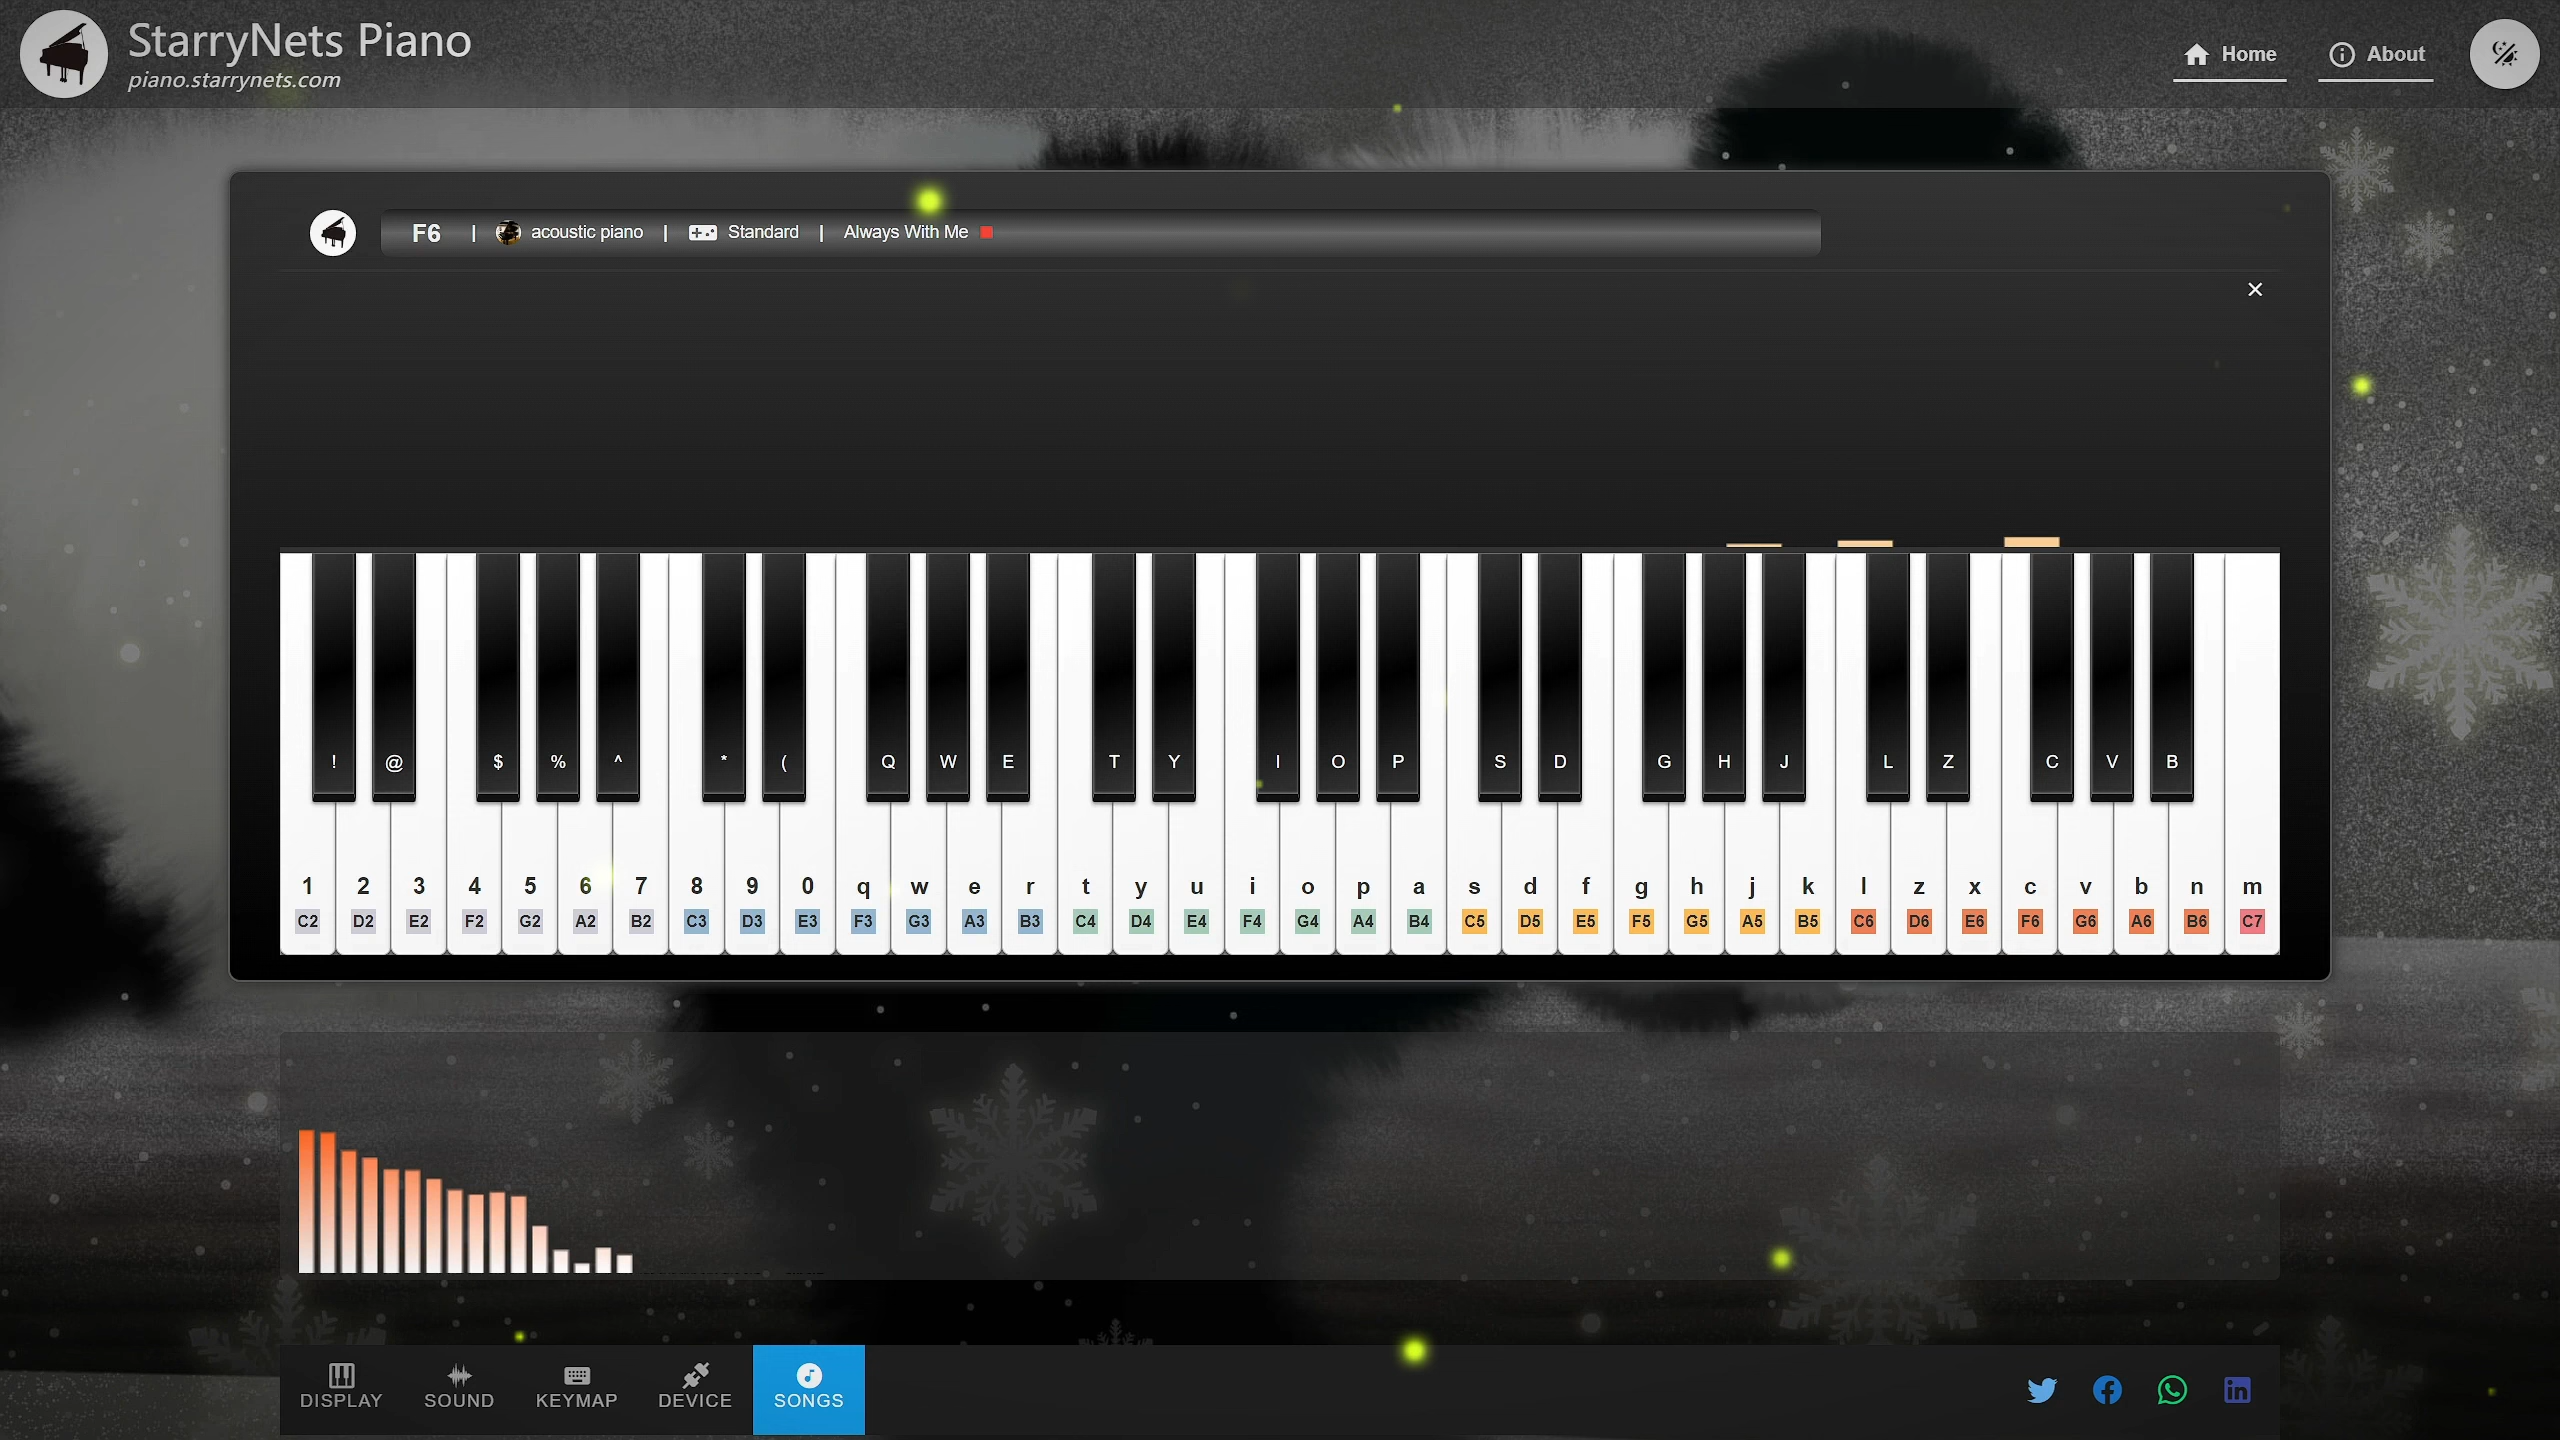 StarryNets Piano
piano.starrynets.com
Home
About
F6 | acoustic piano | Standard | Always With Me
! @ $ % ^ * ( Q W E T Y I O P S D G H J L Z C V B
1 2 3 4 5 6 7 8 9 0 q w e r t y u i o p a s d f g h j k l z x c v b n m
C2 D2 E2 F2 G2 A2 B2 C3 D3 E3 F3 G3 A3 B3 C4 D4 E4 F4 G4 A4 B4 C5 D5 E5 F5 G5 A5 B5 C6 D6 E6 F6 G6 A6 B6 C7
DISPLAY
SOUND
KEYMAP
DEVICE
SONGS